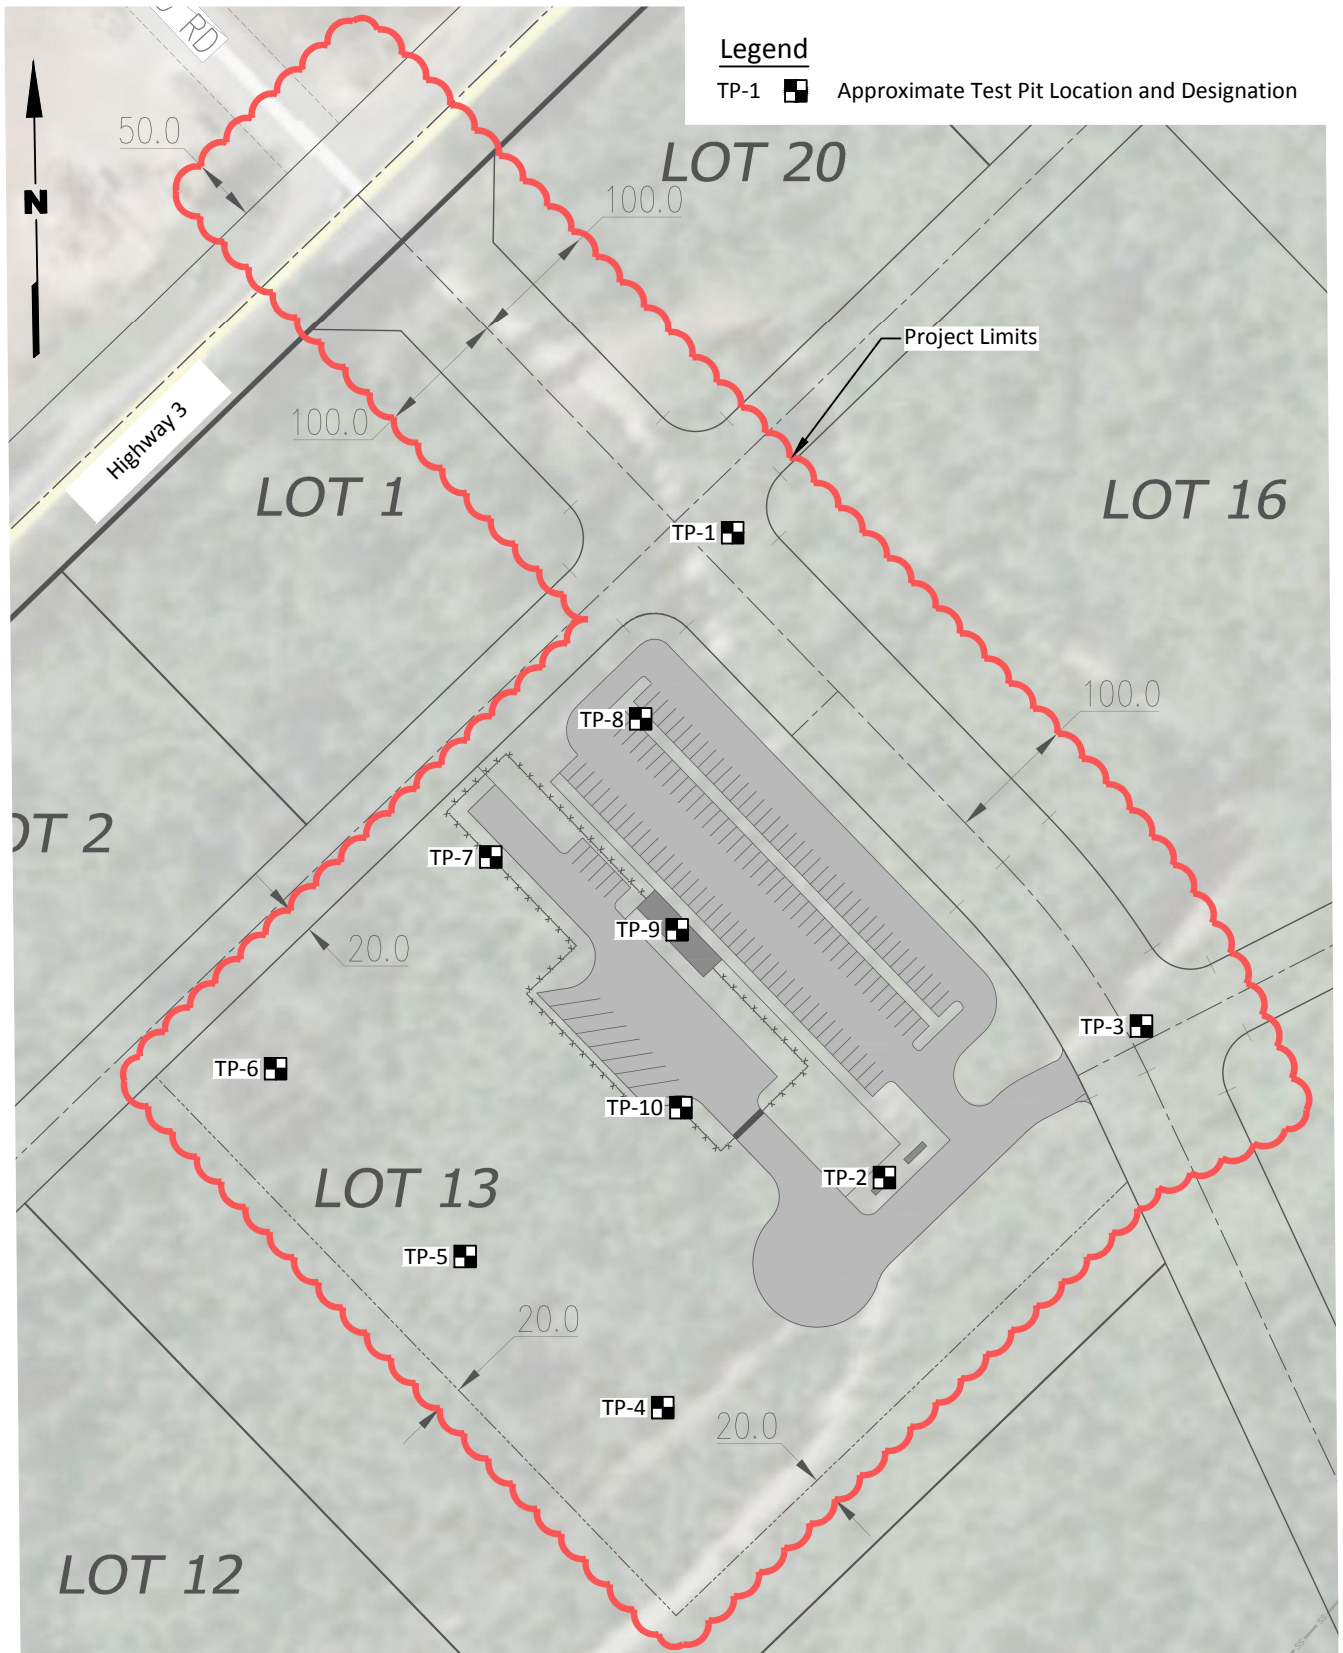 RD
Legend
TP-1 Approximate Test Pit Location and Designation
50.0
LOT 20
N
100.0
Project Limits
Highway 3
100.0
LOT 1
LOT 16
TP-1
100.0
TP-8
OT 2
TP-7
TP-9
20.0
TP-3
TP-6
TP-10
LOT 13
TP-2
TP-5
20.0
TP-4
20.0
LOT 12
SS
SS